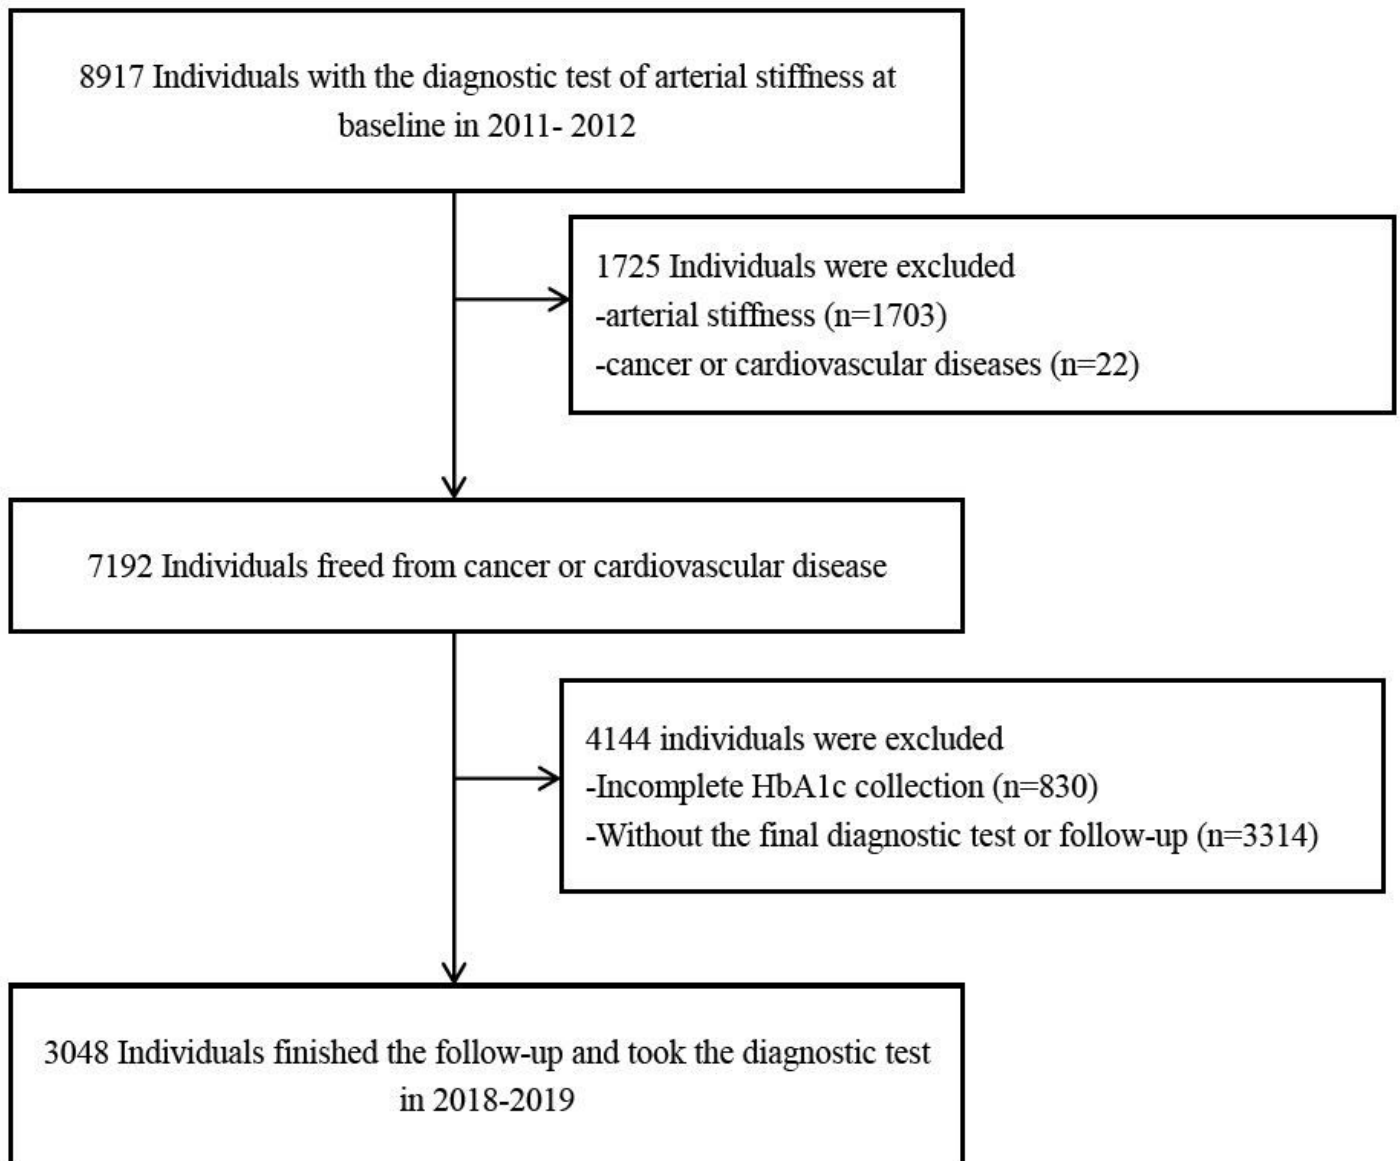 8917 Individuals with the diagnostic test of arterial stiffness at
baseline in 2011- 2012
1725 Individuals were excluded
-arterial stiffness (n=1703)
-cancer or cardiovascular diseases (n=22)
7192 Individuals freed from cancer or cardiovascular disease
4144 individuals were excluded
-Incomplete HbA1c collection (n=830)
-Without the final diagnostic test or follow-up (n=3314)
3048 Individuals finished the follow-up and took the diagnostic test
in 2018-2019